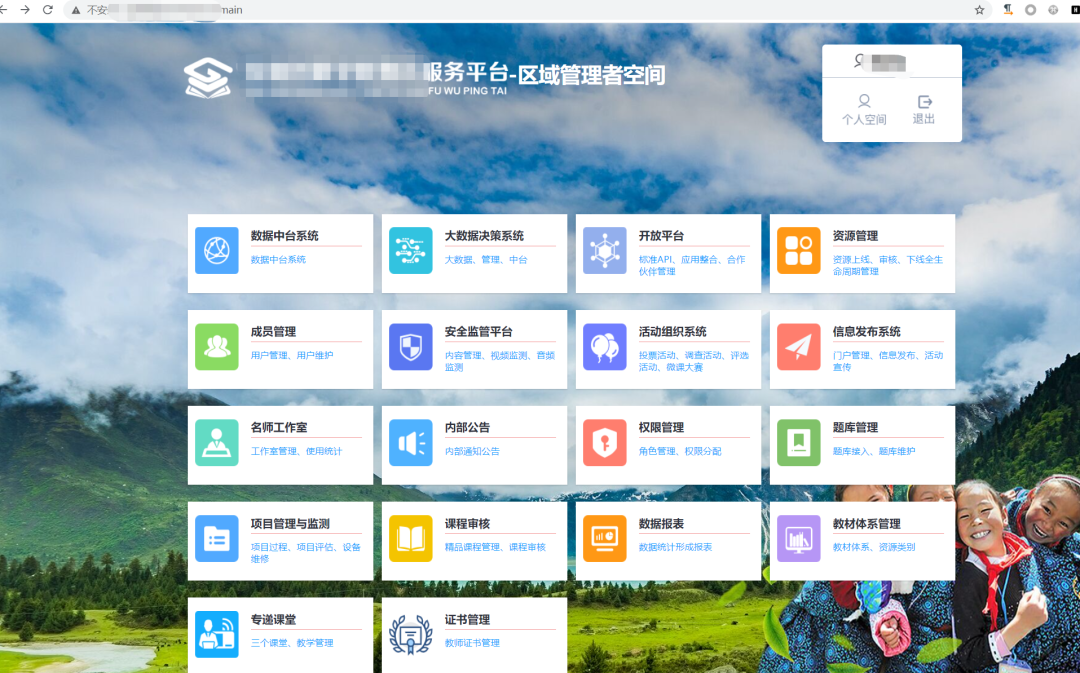 不安
main
服务平台-区域管理者空间
FU WU PING TAI
个人空间
退出
数据中台系统
数据中台系统
大数据决策系统
大数据、管理、中台
开放平台
标准API、应用整合、合作
伙伴管理
资源管理
资源上线、审核、下线全生
命周期管理
成员管理
用户管理、用户维护
安全监管平台
内容管理、视频监测、音频
监测
活动组织系统
投票活动、调查活动、评选
活动、微课大赛
信息发布系统
门户管理、信息发布、活动
宣传
名师工作室
工作室管理、使用统计
内部公告
内部通知公告
权限管理
角色管理、权限分配
题库管理
题库接入、题库维护
项目管理与监测
项目过程、项目评估、设备
维修
课程审核
精品课程管理、课程审核
数据报表
数据统计形成报表
教材体系管理
教材体系、资源类别
专递课堂
三个课堂、教学管理
证书管理
教师证书管理